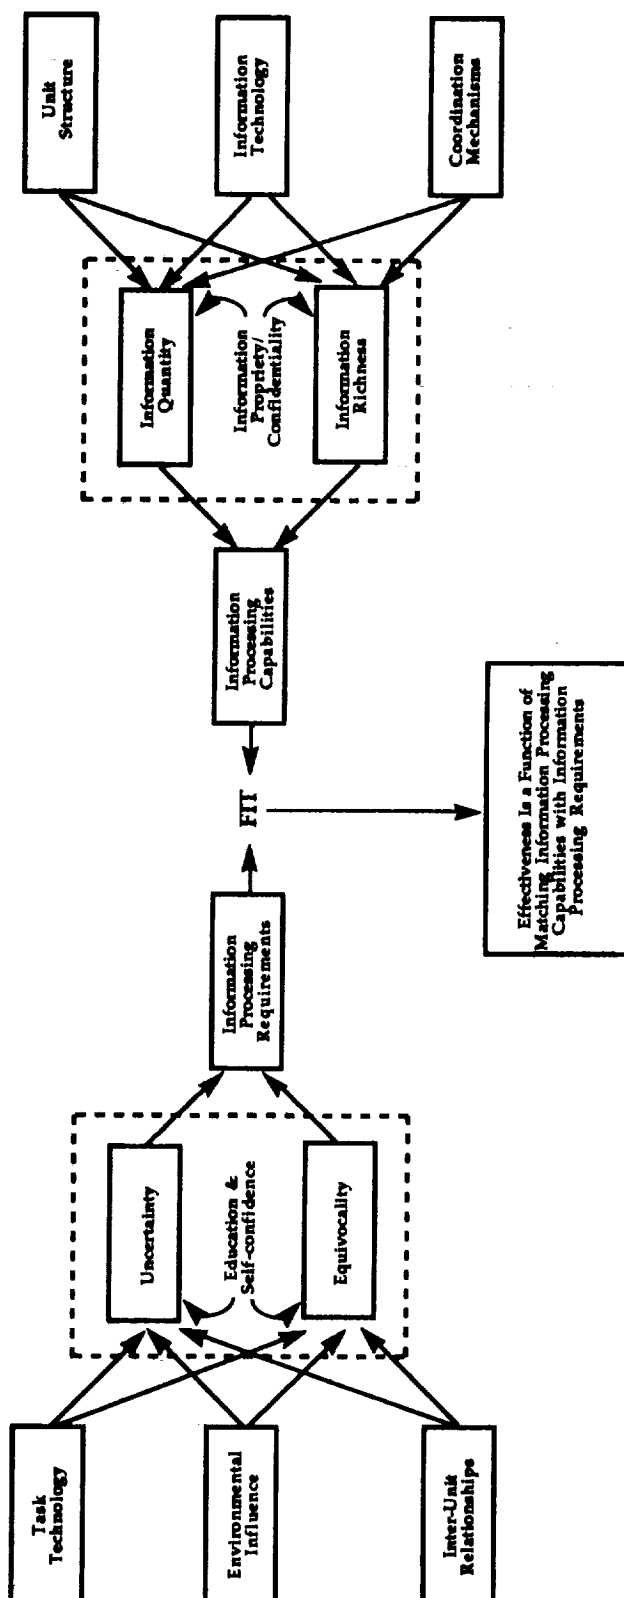 Task
Technology
Environmental
Influence
Inter-Unit
Relationships
Uncertainty
Education &
Self-confidence
Equivocality
Information
Processing
Requirements
FIT
Effectiveness Is a Function of
Matching Information Processing
Capabilities with Information
Processing Requirements
Information
Processing
Capabilities
Information
Quantity
Information
Propriety/
Confidentiality
Information
Richness
Unit
Structure
Information
Technology
Coordination
Mechanisms